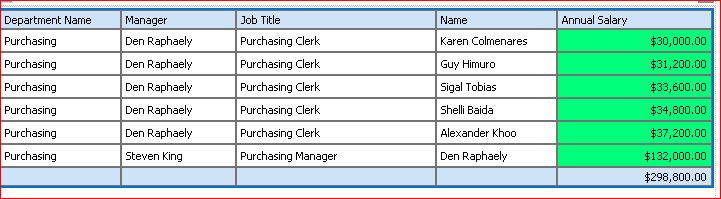 Department Name Manager Job Title Name Annual Salary
Purchasing Den Raphaely Purchasing Clerk Karen Colmenares $30,000.00
Purchasing Den Raphaely Purchasing Clerk Guy Himuro $31,200.00
Purchasing Den Raphaely Purchasing Clerk Sigal Tobias $33,600.00
Purchasing Den Raphaely Purchasing Clerk Shelli Baida $34,800.00
Purchasing Den Raphaely Purchasing Clerk Alexander Khoo $37,200.00
Purchasing Steven King Purchasing Manager Den Raphaely $132,000.00
$298,800.00